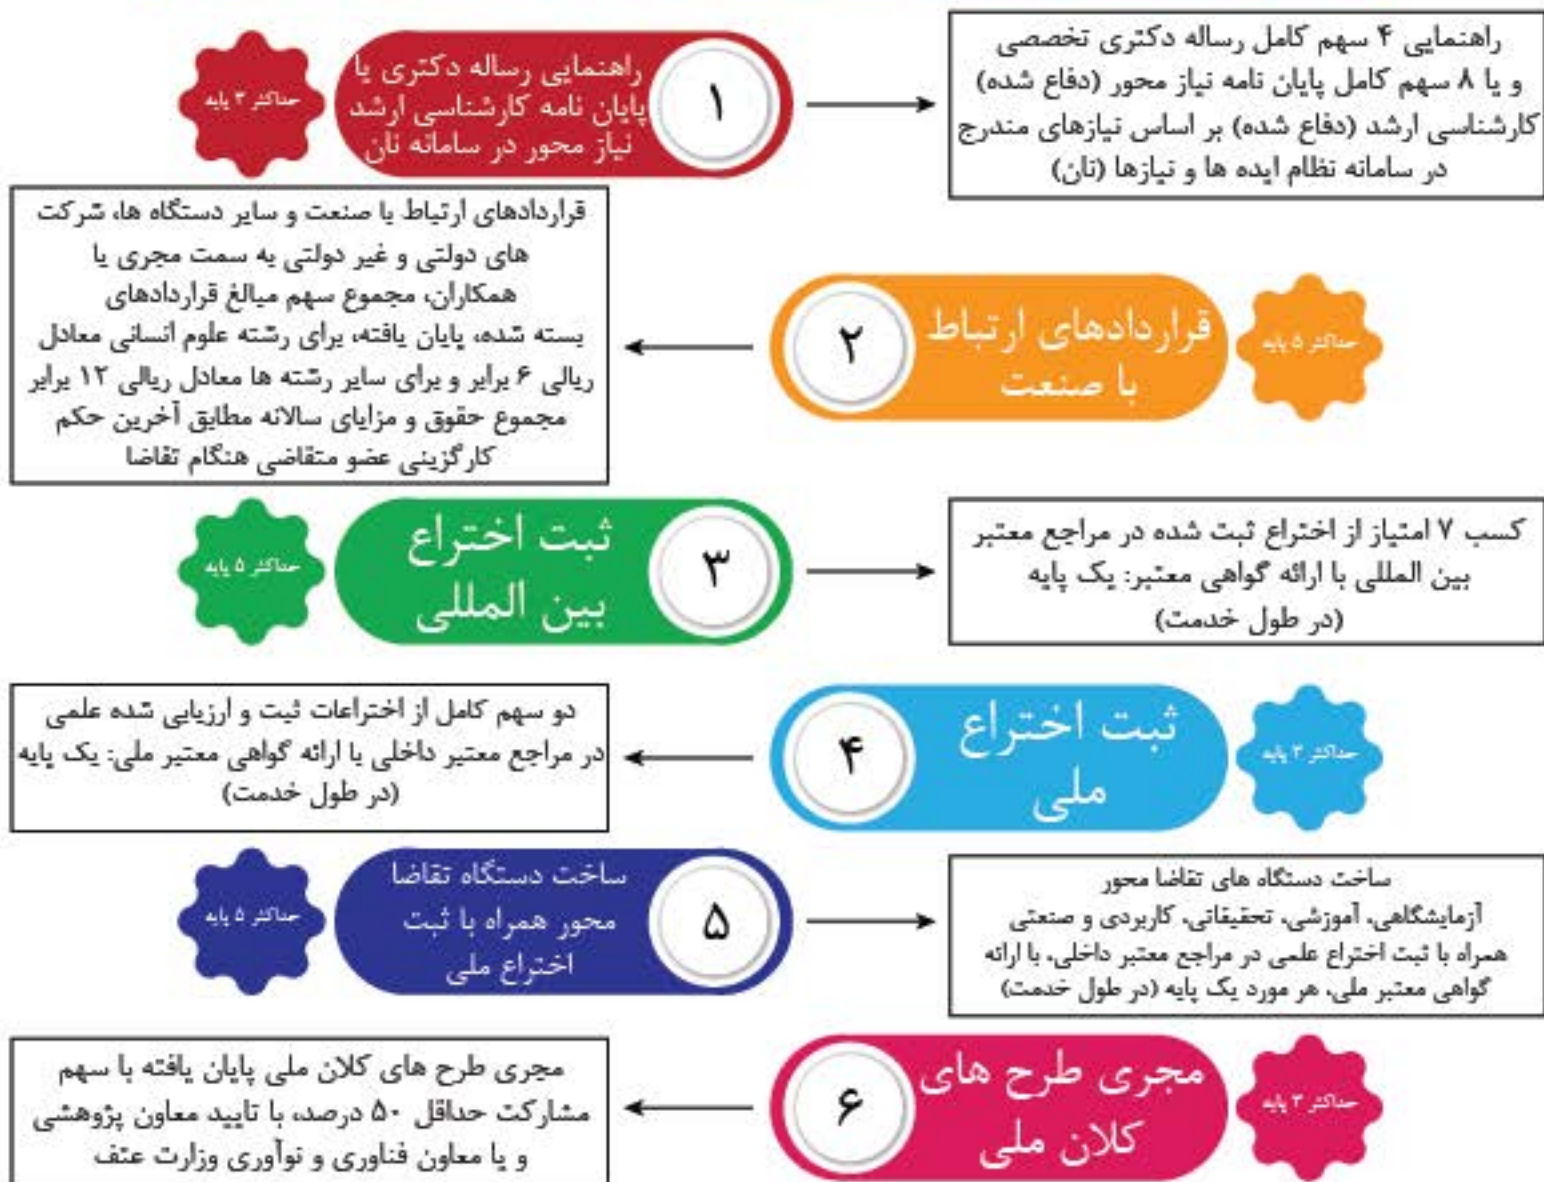 حداکثر ۳ پایه
راهنمایی رساله دکتری یا
پایان نامه کارشناسی ارشد
نیاز محور در سامانه نان
۱
راهنمایی ۴ سهم کامل رساله دکتری تخصصی
و یا ۸ سهم کامل پایان نامه نیاز محور (دفاع شده)
کارشناسی ارشد (دفاع شده) بر اساس نیازهای مندرج
در سامانه نظام ایده ها و نیازها (نان)
حداکثر ۵ پایه
قراردادهای ارتباط
با صنعت
۲
قراردادهای ارتباط با صنعت و سایر دستگاه ها، شرکت
های دولتی و غیر دولتی به سمت مجری یا
همکاران، مجموع سهم مبالغ قراردادهای
بسته شده، پایان یافته، برای رشته علوم انسانی معادل
ریالی ۶ برابر و برای سایر رشته ها معادل ریالی ۱۲ برابر
مجموع حقوق و مزایای سالانه مطابق آخرین حکم
کارگزینی عضو متقاضی هنگام تقاضا
حداکثر ۵ پایه
ثبت اختراع
بین المللی
۳
کسب ۷ امتیاز از اختراع ثبت شده در مراجع معتبر
بین المللی با ارائه گواهی معتبر: یک پایه
(در طول خدمت)
حداکثر ۳ پایه
ثبت اختراع
ملی
۴
دو سهم کامل از اختراعات ثبت و ارزیابی شده علمی
در مراجع معتبر داخلی با ارائه گواهی معتبر ملی: یک پایه
(در طول خدمت)
حداکثر ۵ پایه
ساخت دستگاه تقاضا
محور همراه با ثبت
اختراع ملی
۵
ساخت دستگاه های تقاضا محور
آزمایشگاهی، آموزشی، تحقیقاتی، کاربردی و صنعتی
همراه با ثبت اختراع علمی در مراجع معتبر داخلی، با ارائه
گواهی معتبر ملی، هر مورد یک پایه (در طول خدمت)
حداکثر ۳ پایه
مجری طرح های
کلان ملی
۶
مجری طرح های کلان ملی پایان یافته با سهم
مشارکت حداقل ۵۰ درصد، با تایید معاون پژوهشی
و یا معاون فناوری و نوآوری وزارت عتف